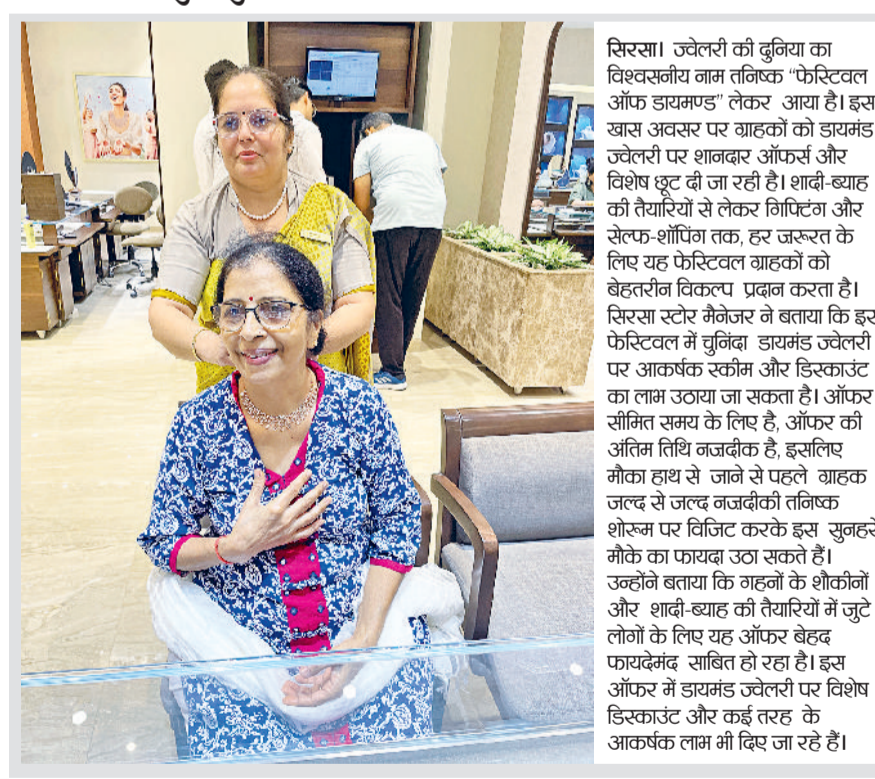 सिरसा। ज्वेलरी की दुनिया का
विश्वसनीय नाम तनिष्क “फेस्टिवल
ऑफ डायमण्ड” लेकर आया है। इस
खास अवसर पर ग्राहकों को डायमंड
ज्वेलरी पर शानदार ऑफर्स और
विशेष छूट दी जा रही है। शादी-ब्याह
की तैयारियों से लेकर गिफ्टिंग और
सेल्फ-शॉपिंग तक, हर जरूरत के
लिए यह फेस्टिवल ग्राहकों को
बेहतरीन विकल्प प्रदान करता है।
सिरसा स्टोर मैनेजर ने बताया कि इस
फेस्टिवल में चुनिंदा डायमंड ज्वेलरी
पर आकर्षक स्कीम और डिस्काउंट
का लाभ उठाया जा सकता है। ऑफर
सीमित समय के लिए है, ऑफर की
अंतिम तिथि नजदीक है, इसलिए
मौका हाथ से जाने से पहले ग्राहक
जल्द से जल्द नजदीकी तनिष्क
शोरूम पर विजिट करके इस सुनहरे
मौके का फायदा उठा सकते हैं।
उन्होंने बताया कि गहनों के शौकीनों
और शादी-ब्याह की तैयारियों में जुटे
लोगों के लिए यह ऑफर बेहद
फायदेमंद साबित हो रहा है। इस
ऑफर में डायमंड ज्वेलरी पर विशेष
डिस्काउंट और कई तरह के
आकर्षक लाभ भी दिए जा रहे हैं।